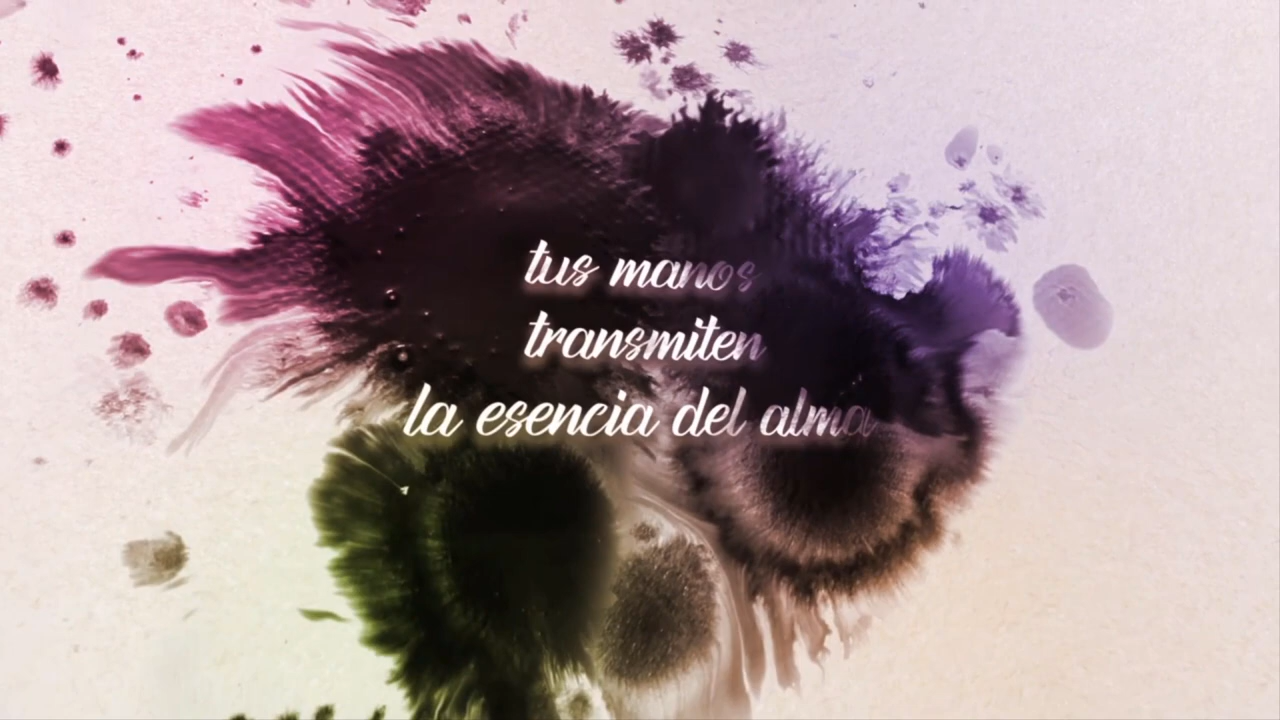 tus manos
transmiten
la esencia del alma